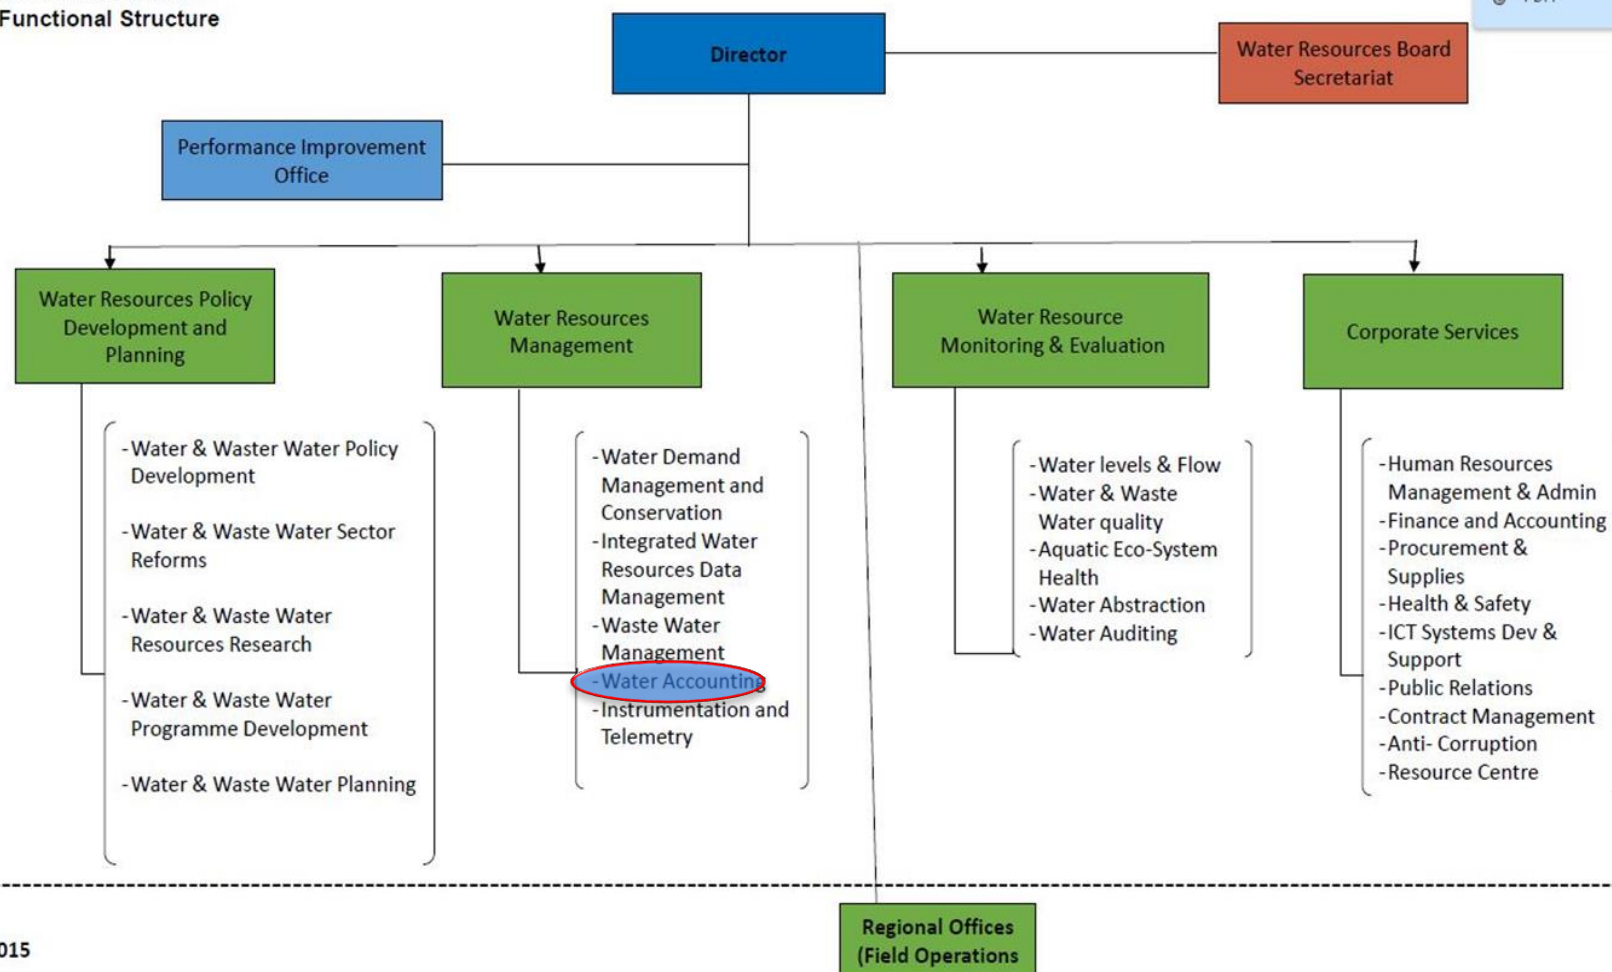 Functional Structure
Director
Water Resources Board
Secretariat
Performance Improvement
Office
Water Resources Policy
Development and
Planning
Water Resources
Management
Water Resource
Monitoring & Evaluation
Corporate Services
-Water & Waster Water Policy
Development
-Water & Waste Water Sector
Reforms
-Water & Waste Water
Resources Research
-Water & Waste Water
Programme Development
-Water & Waste Water Planning
-Water Demand
Management and
Conservation
-Integrated Water
Resources Data
Management
-Waste Water
Management
-Water Accounting
-Instrumentation and
Telemetry
-Water levels & Flow
-Water & Waste
Water quality
-Aquatic Eco-System
Health
-Water Abstraction
-Water Auditing
-Human Resources
Management & Admin
-Finance and Accounting
-Procurement &
Supplies
-Health & Safety
-ICT Systems Dev &
Support
-Public Relations
-Contract Management
-Anti- Corruption
-Resource Centre
Regional Offices
(Field Operations
015